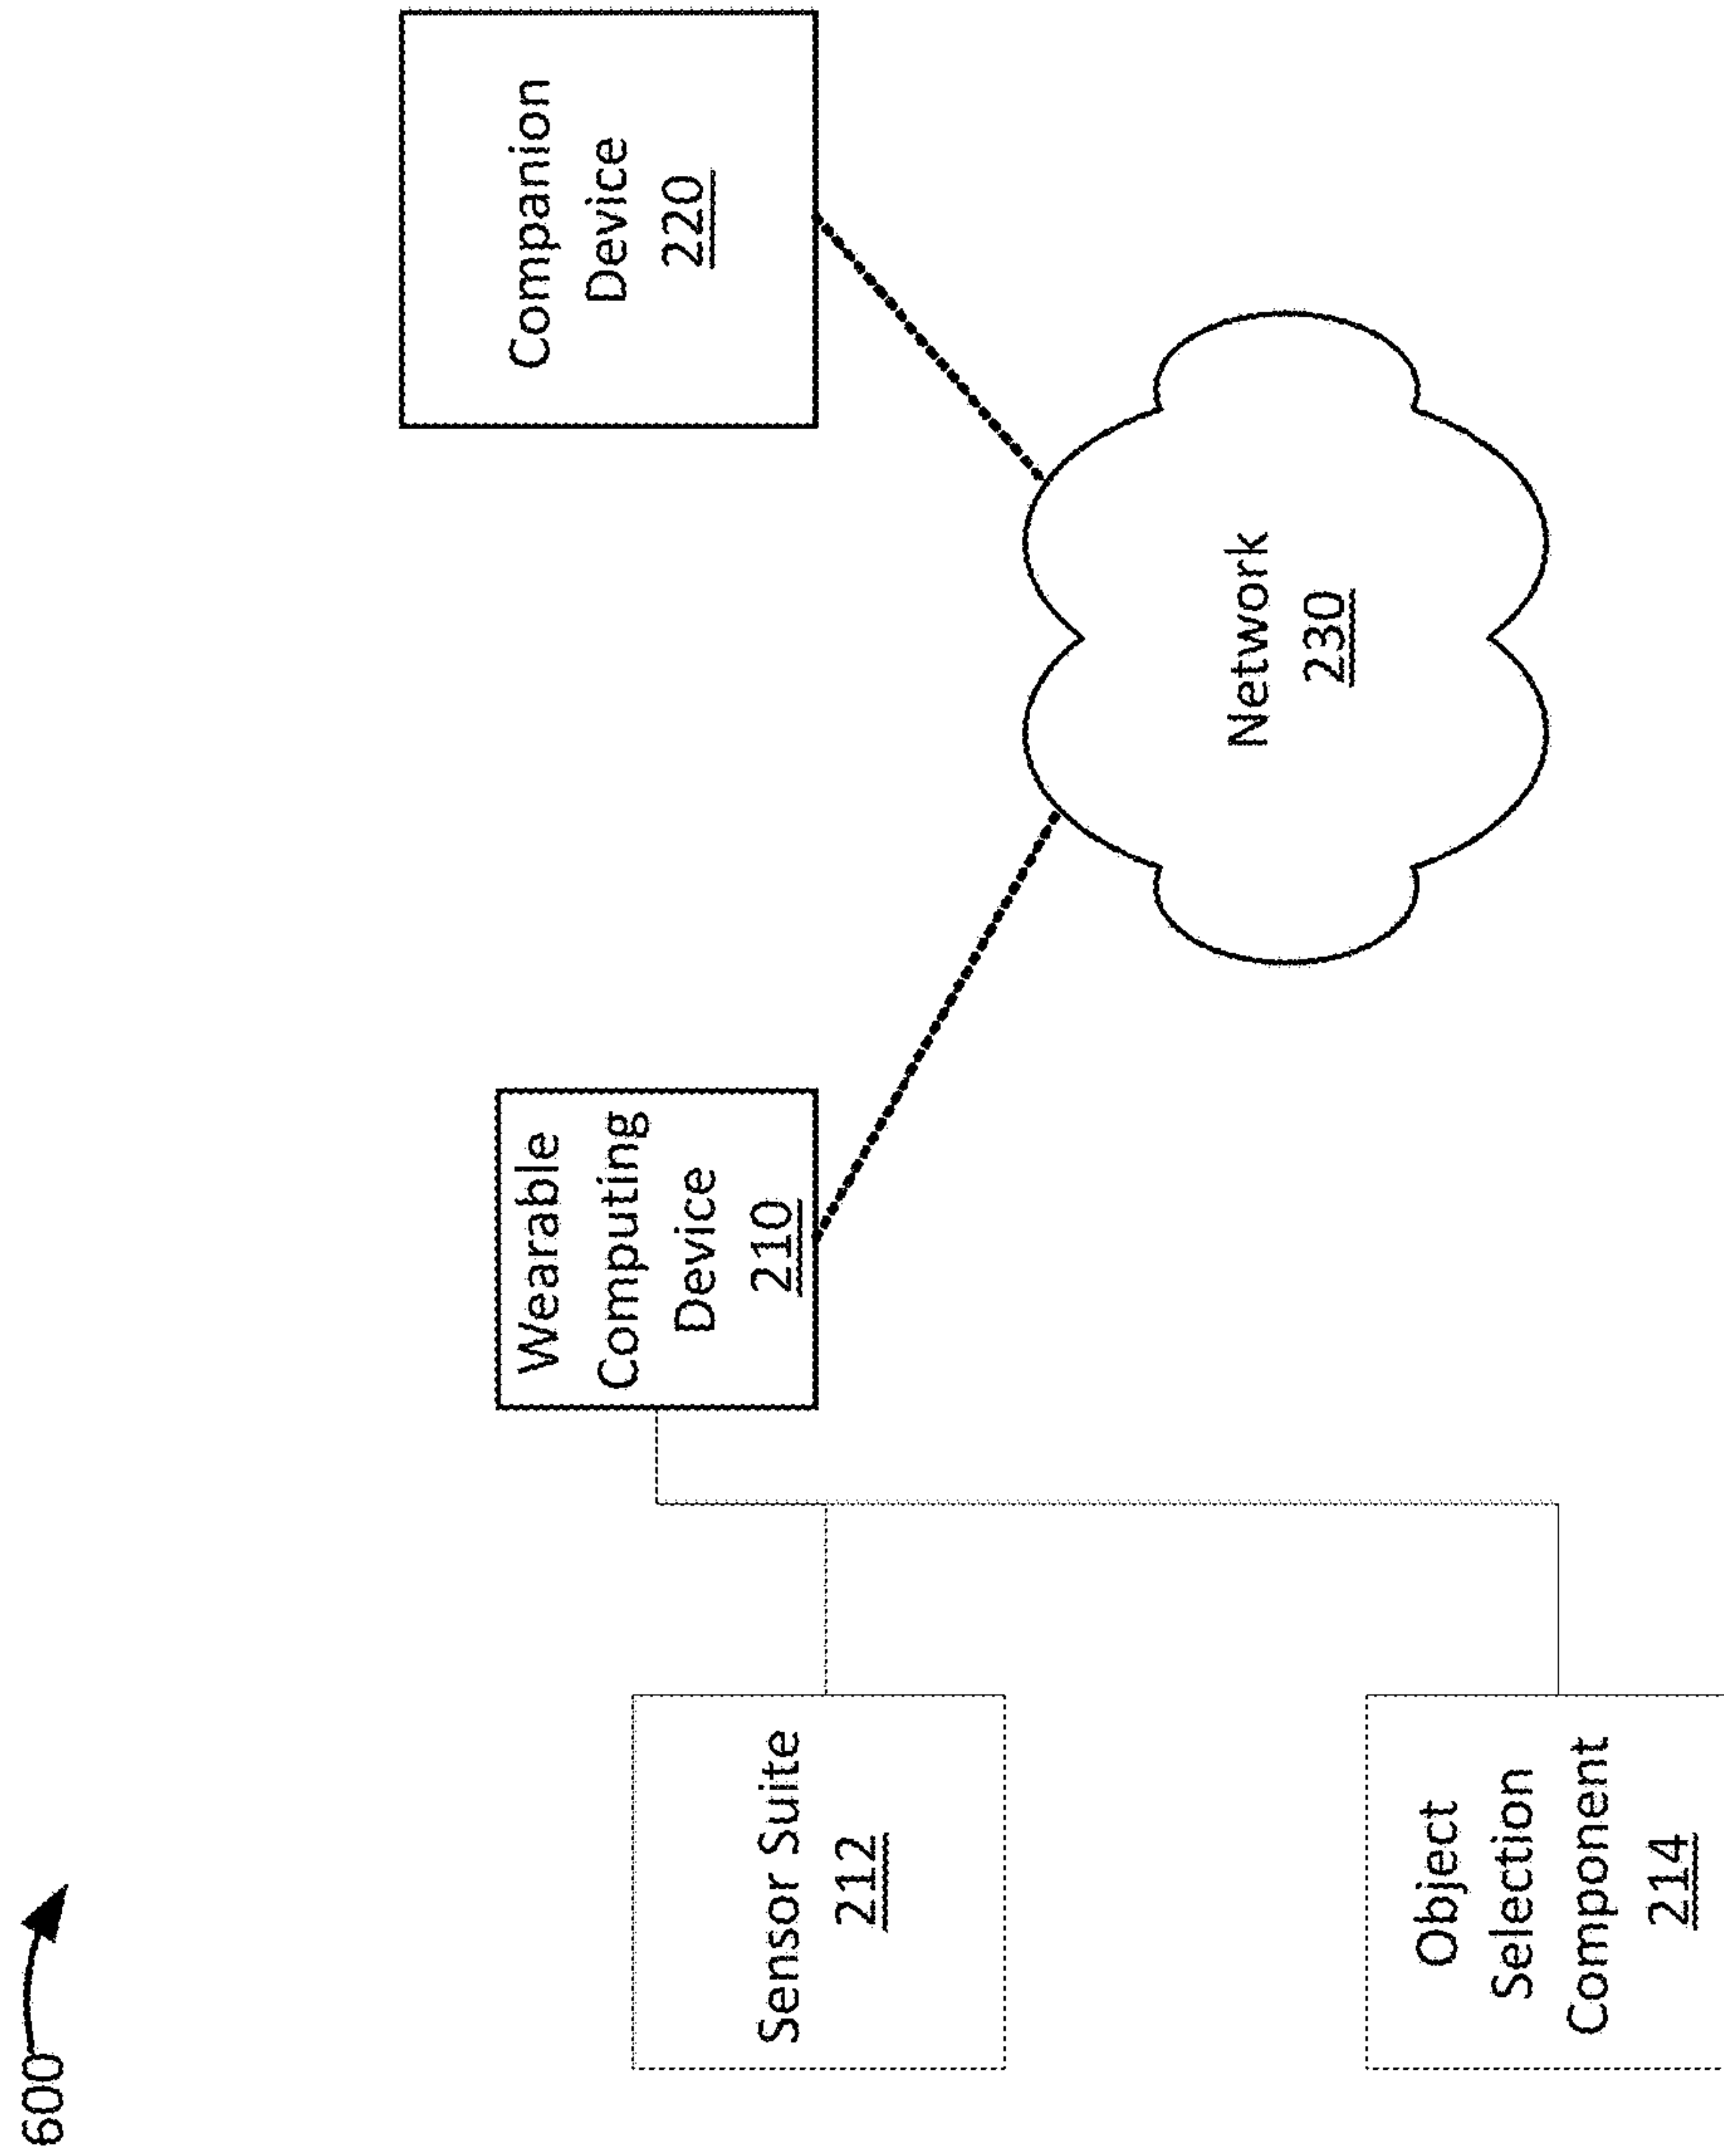 600
Companion
Device
220
Wearable
Computing
Device
210
Network
230
Sensor Suite
212
Object
Selection
Component
214